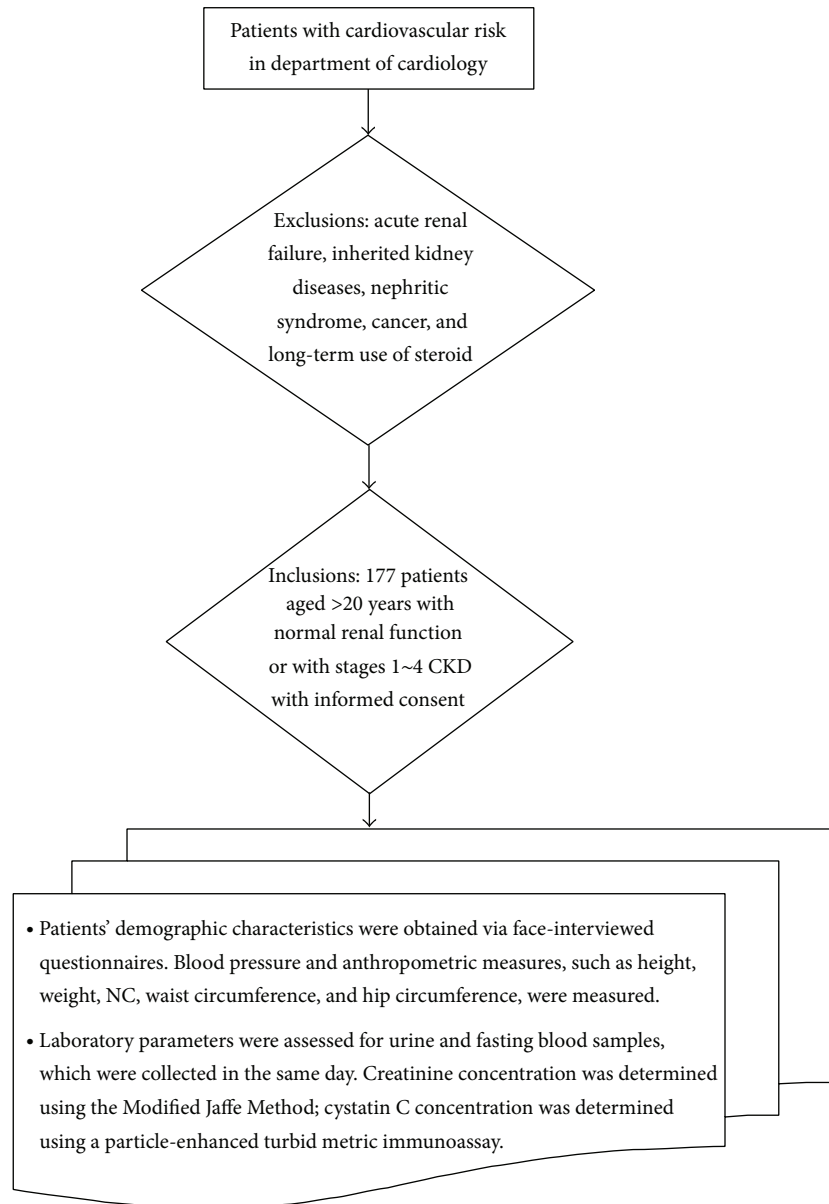 Patients with cardiovascular risk
in department of cardiology
Exclusions: acute renal
failure, inherited kidney
diseases, nephritic
syndrome, cancer, and
long-term use of steroid
Inclusions: 177 patients
aged >20 years with
normal renal function
or with stages 1~4 CKD
with informed consent
• Patients’ demographic characteristics were obtained via face-interviewed
questionnaires. Blood pressure and anthropometric measures, such as height,
weight, NC, waist circumference, and hip circumference, were measured.
• Laboratory parameters were assessed for urine and fasting blood samples,
which were collected in the same day. Creatinine concentration was determined
using the Modified Jaffe Method; cystatin C concentration was determined
using a particle-enhanced turbid metric immunoassay.